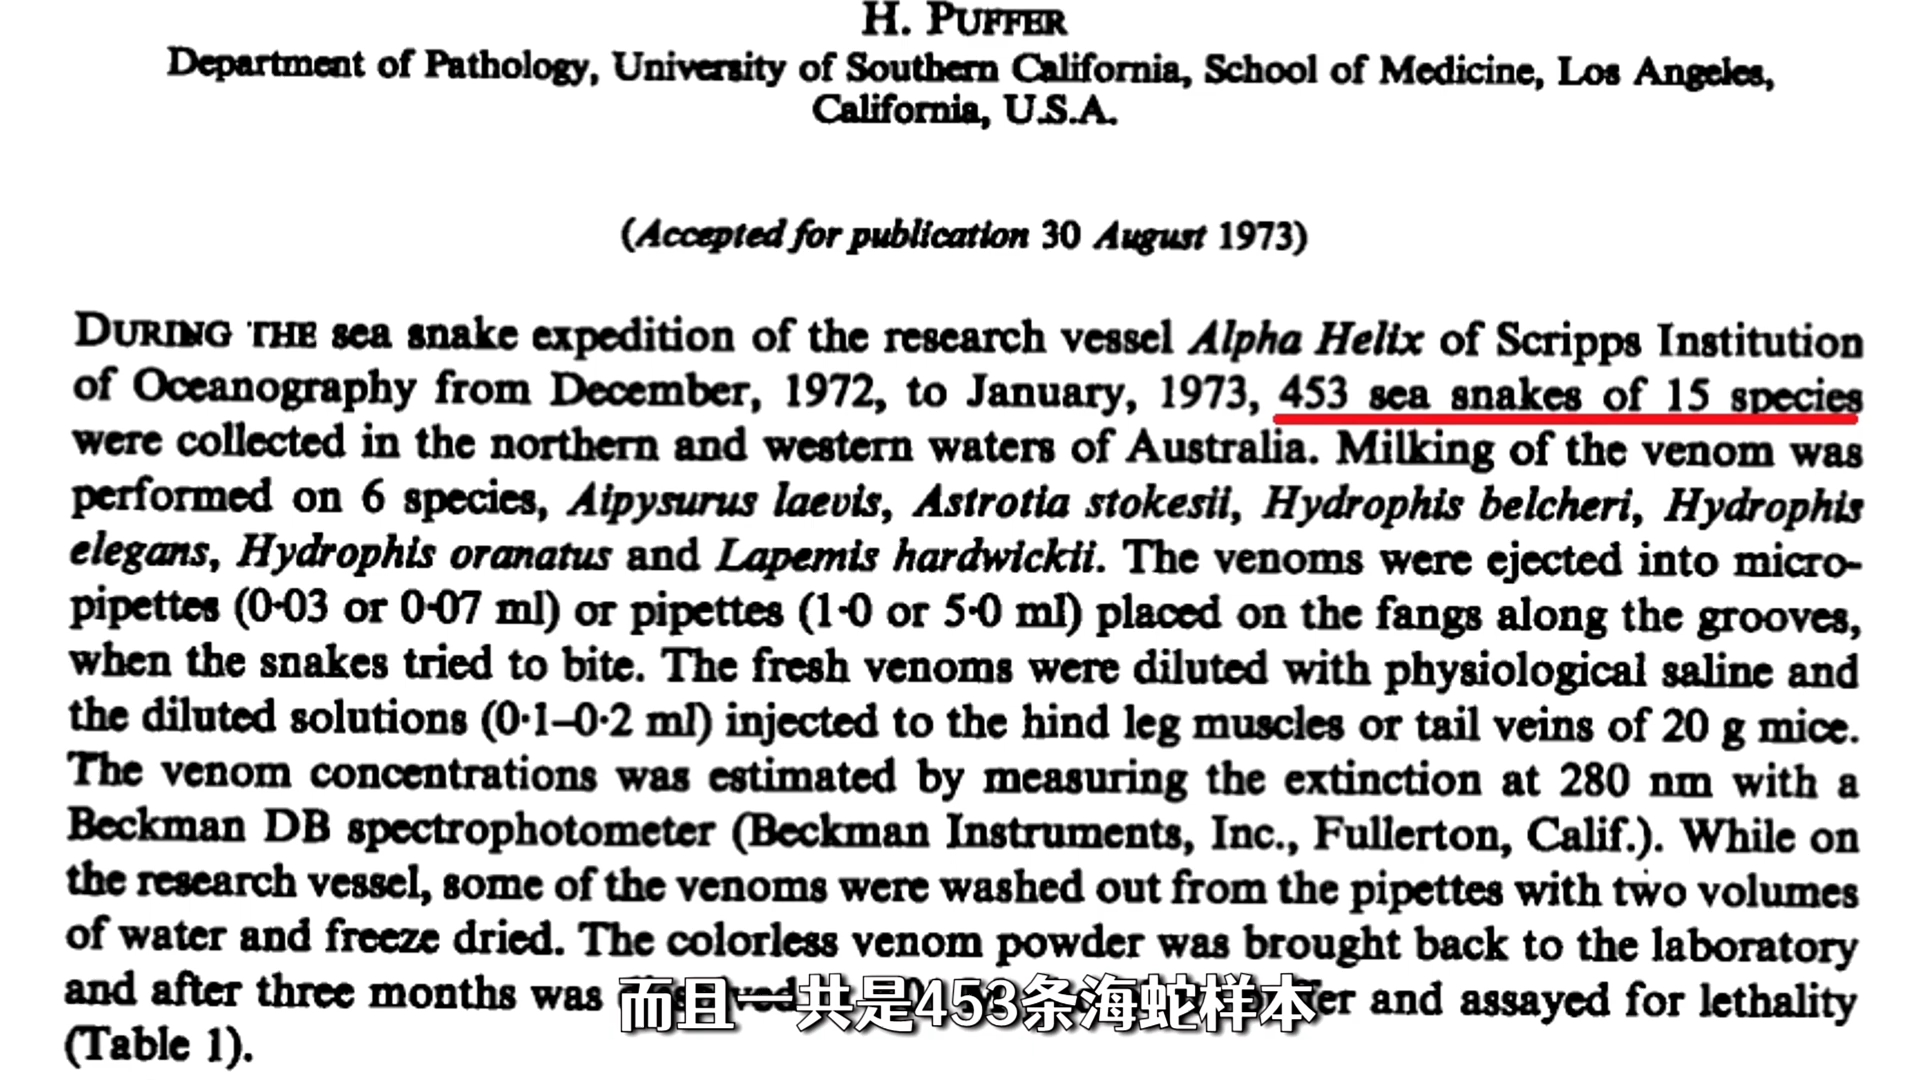 H. PUFFER
Department of Pathology, University of Southern California, School of Medicine, Los Angeles,
California, U.S.A.
(Accepted for publication 30 August 1973)
DURING THE sea snake expedition of the research vessel Alpha Helix of Scripps Institution
of Oceanography from December, 1972, to January, 1973, 453 sea snakes of 15 species
were collected in the northern and western waters of Australia. Milking of the venom was
performed on 6 species, Aipysurus laevis, Astrotia stokesii, Hydrophis belcheri, Hydrophis
elegans, Hydrophis oranatus and Lapemis hardwickii. The venoms were ejected into micro-
pipettes (0·03 or 0·07 ml) or pipettes (1·0 or 5·0 ml) placed on the fangs along the grooves,
when the snakes tried to bite. The fresh venoms were diluted with physiological saline and
the diluted solutions (0·1–0·2 ml) injected to the hind leg muscles or tail veins of 20 g mice.
The venom concentrations was estimated by measuring the extinction at 280 nm with a
Beckman DB spectrophotometer (Beckman Instruments, Inc., Fullerton, Calif.). While on
the research vessel, some of the venoms were washed out from the pipettes with two volumes
of water and freeze dried. The colorless venom powder was brought back to the laboratory
and after three months was and assayed for lethality
(Table 1).
而且一共是453条海蛇样本